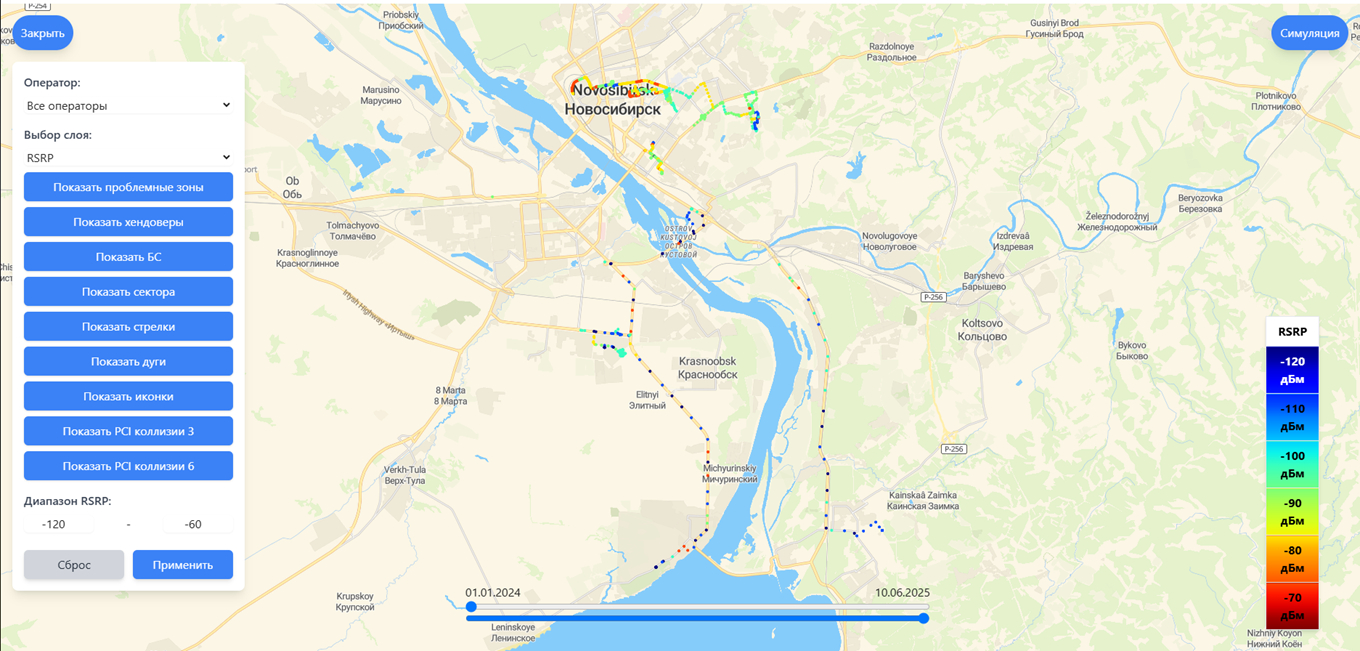 P-254
Закрыть
Симуляция
Оператор:
Все операторы
Выбор слоя:
RSRP
Показать проблемные зоны
Показать хендоверы
Показать БС
Показать сектора
Показать стрелки
Показать дуги
Показать иконки
Показать PCI коллизии 3
Показать PCI коллизии 6
Диапазон RSRP:
-120 - -60
Сброс Применить
Priobskiy
Приобский
Gusinyi Brod
Гусиный Брод
Razdolnoye
Раздольное
Marusino
Марусино
Novosibirsk
Новосибирск
Plotnikovo
Плотниково
Ob
Обь
Tolmachyovo
Толмачёво
Krasnoglinnoe
Красноглинное
Irtysh Highway «Иртыш»
OSTROV
KUSTOVOJ
ОСТРОВ
КУСТОВОЙ
Beryozovka
Березовка
Železnodorožnyj
Железнодорожный
Novolugovoye
Новолуговое
Izdrevaâ
Издревая
Baryshevo
Барышево
P-256
Koltsovo
Кольцово
Bykovo
Быково
Krasnoobsk
Краснообск
8 Marta
8 Марта
Elitnyi
Элитный
P-256
Verkh-Tula
Верх-Тула
Michyurinskiy
Мичуринский
Kainskaâ Zaimka
Каинская Заимка
Krupskoy
Крупской
Leninskoye
Ленинское
Nizhniy Koyon
Нижний Коён
01.01.2024 10.06.2025
RSRP
-120
дБм
-110
дБм
-100
дБм
-90
дБм
-80
дБм
-70
дБм